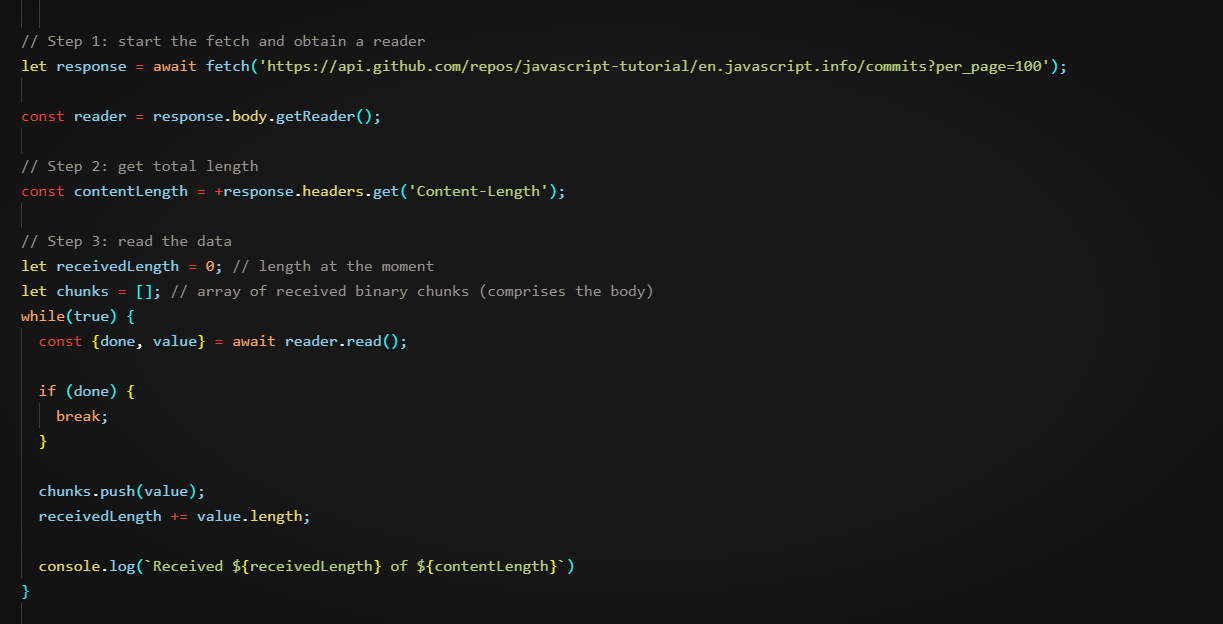 // Step 1: start the fetch and obtain a reader
let response = await fetch('https://api.github.com/repos/javascript-tutorial/en.javascript.info/commits?per_page=100');
const reader = response.body.getReader();
// Step 2: get total length
const contentLength = +response.headers.get('Content-Length');
// Step 3: read the data
let receivedLength = 0; // length at the moment
let chunks = []; // array of received binary chunks (comprises the body)
while(true) {
  const {done, value} = await reader.read();
  if (done) {
    break;
  }
  chunks.push(value);
  receivedLength += value.length;
  console.log(`Received ${receivedLength} of ${contentLength}`)
}